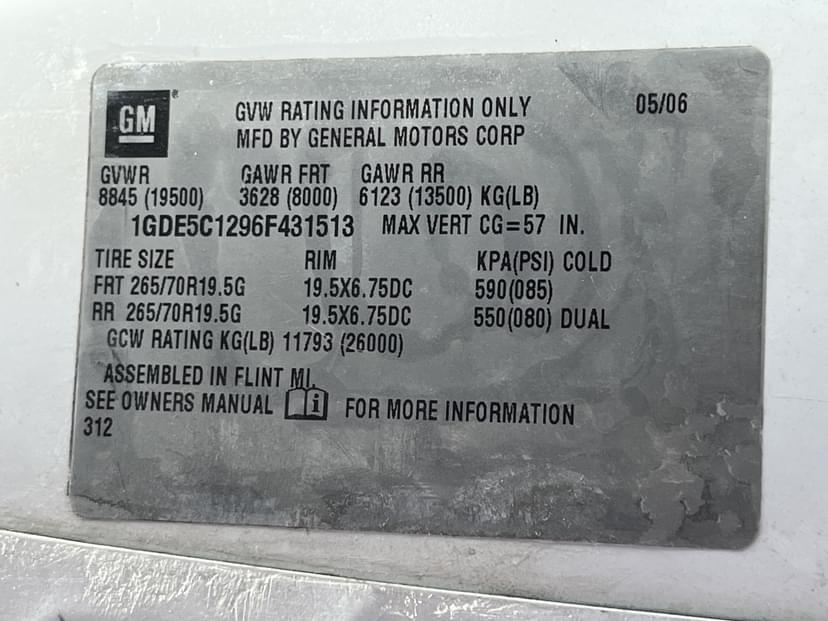 GM® GVW RATING INFORMATION ONLY 05/06
MFD BY GENERAL MOTORS CORP
GVWR GAWR FRT GAWR RR
8845 (19500) 3628 (8000) 6123 (13500) KG(LB)
1GDE5C1296F431513 MAX VERT CG=57 IN.
TIRE SIZE RIM KPA(PSI) COLD
FRT 265/70R19.5G 19.5X6.75DC 590(085)
RR 265/70R19.5G 19.5X6.75DC 550(080) DUAL
GCW RATING KG(LB) 11793 (26000)
ASSEMBLED IN FLINT MI.
SEE OWNERS MANUAL i FOR MORE INFORMATION
312